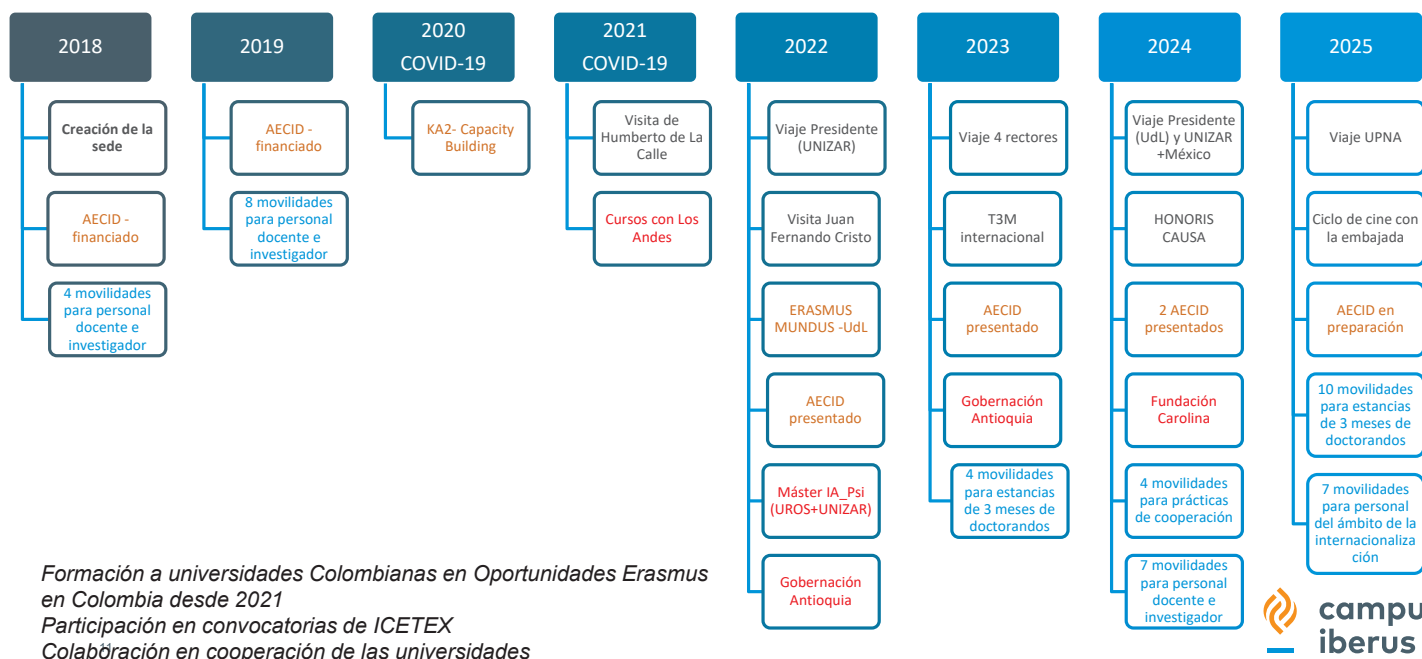 2018
Creación de la
sede
AECID -
financiado
4 movilidades
para personal
docente e
investigador
2019
AECID -
financiado
8 movilidades
para personal
docente e
investigador
2020
COVID-19
KA2- Capacity
Building
2021
COVID-19
Visita de
Humberto de La
Calle
Cursos con Los
Andes
2022
Viaje Presidente
(UNIZAR)
Visita Juan
Fernando Cristo
ERASMUS
MUNDUS -UdL
AECID
presentado
Máster IA_Psi
(UROS+UNIZAR)
Gobernación
Antioquia
2023
Viaje 4 rectores
T3M
internacional
AECID
presentado
Gobernación
Antioquia
4 movilidades
para estancias
de 3 meses de
doctorandos
2024
Viaje Presidente
(UdL) y UNIZAR
+México
HONORIS
CAUSA
2 AECID
presentados
Fundación
Carolina
4 movilidades
para prácticas
de cooperación
7 movilidades
para personal
docente e
investigador
2025
Viaje UPNA
Ciclo de cine con
la embajada
AECID en
preparación
10 movilidades
para estancias
de 3 meses de
doctorandos
7 movilidades
para personal
del ámbito de la
internacionaliza
ción
Formación a universidades Colombianas en Oportunidades Erasmus
en Colombia desde 2021
Participación en convocatorias de ICETEX
Colaboración en cooperación de las universidades
11
campu
iberus